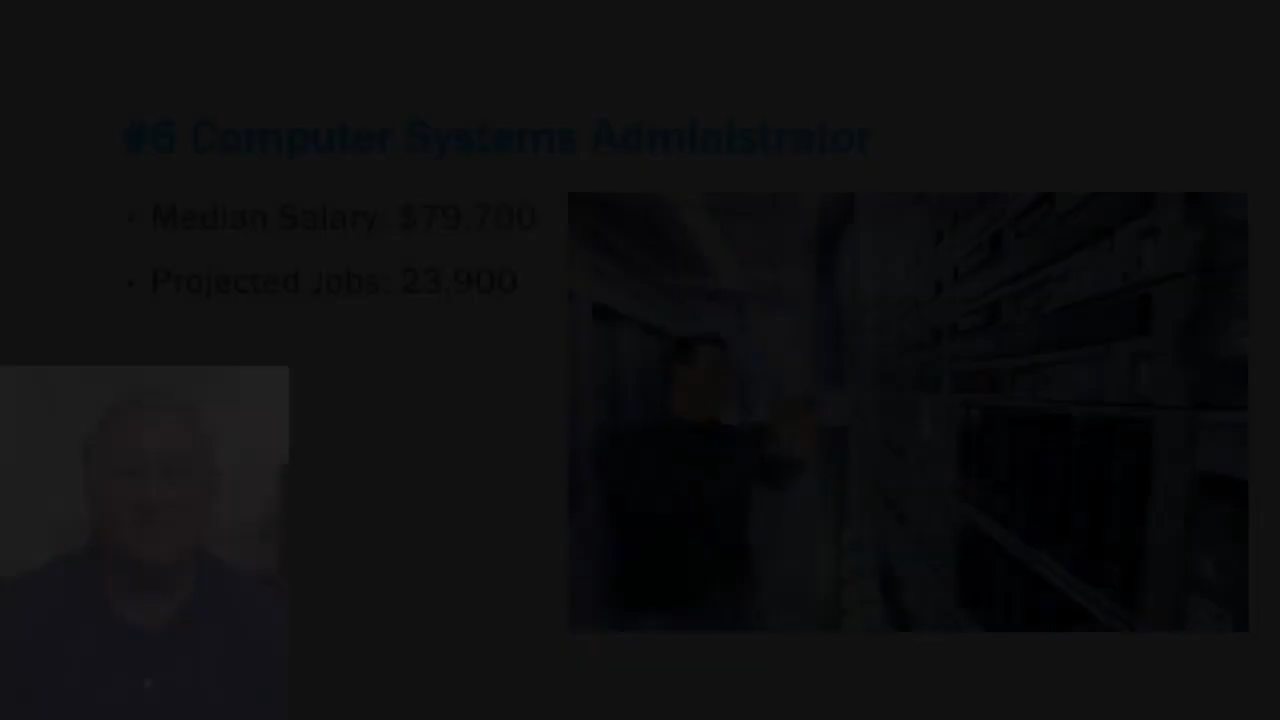 #6 Computer Systems Administrator
• Median Salary: $79,700
• Projected Jobs: 23,900